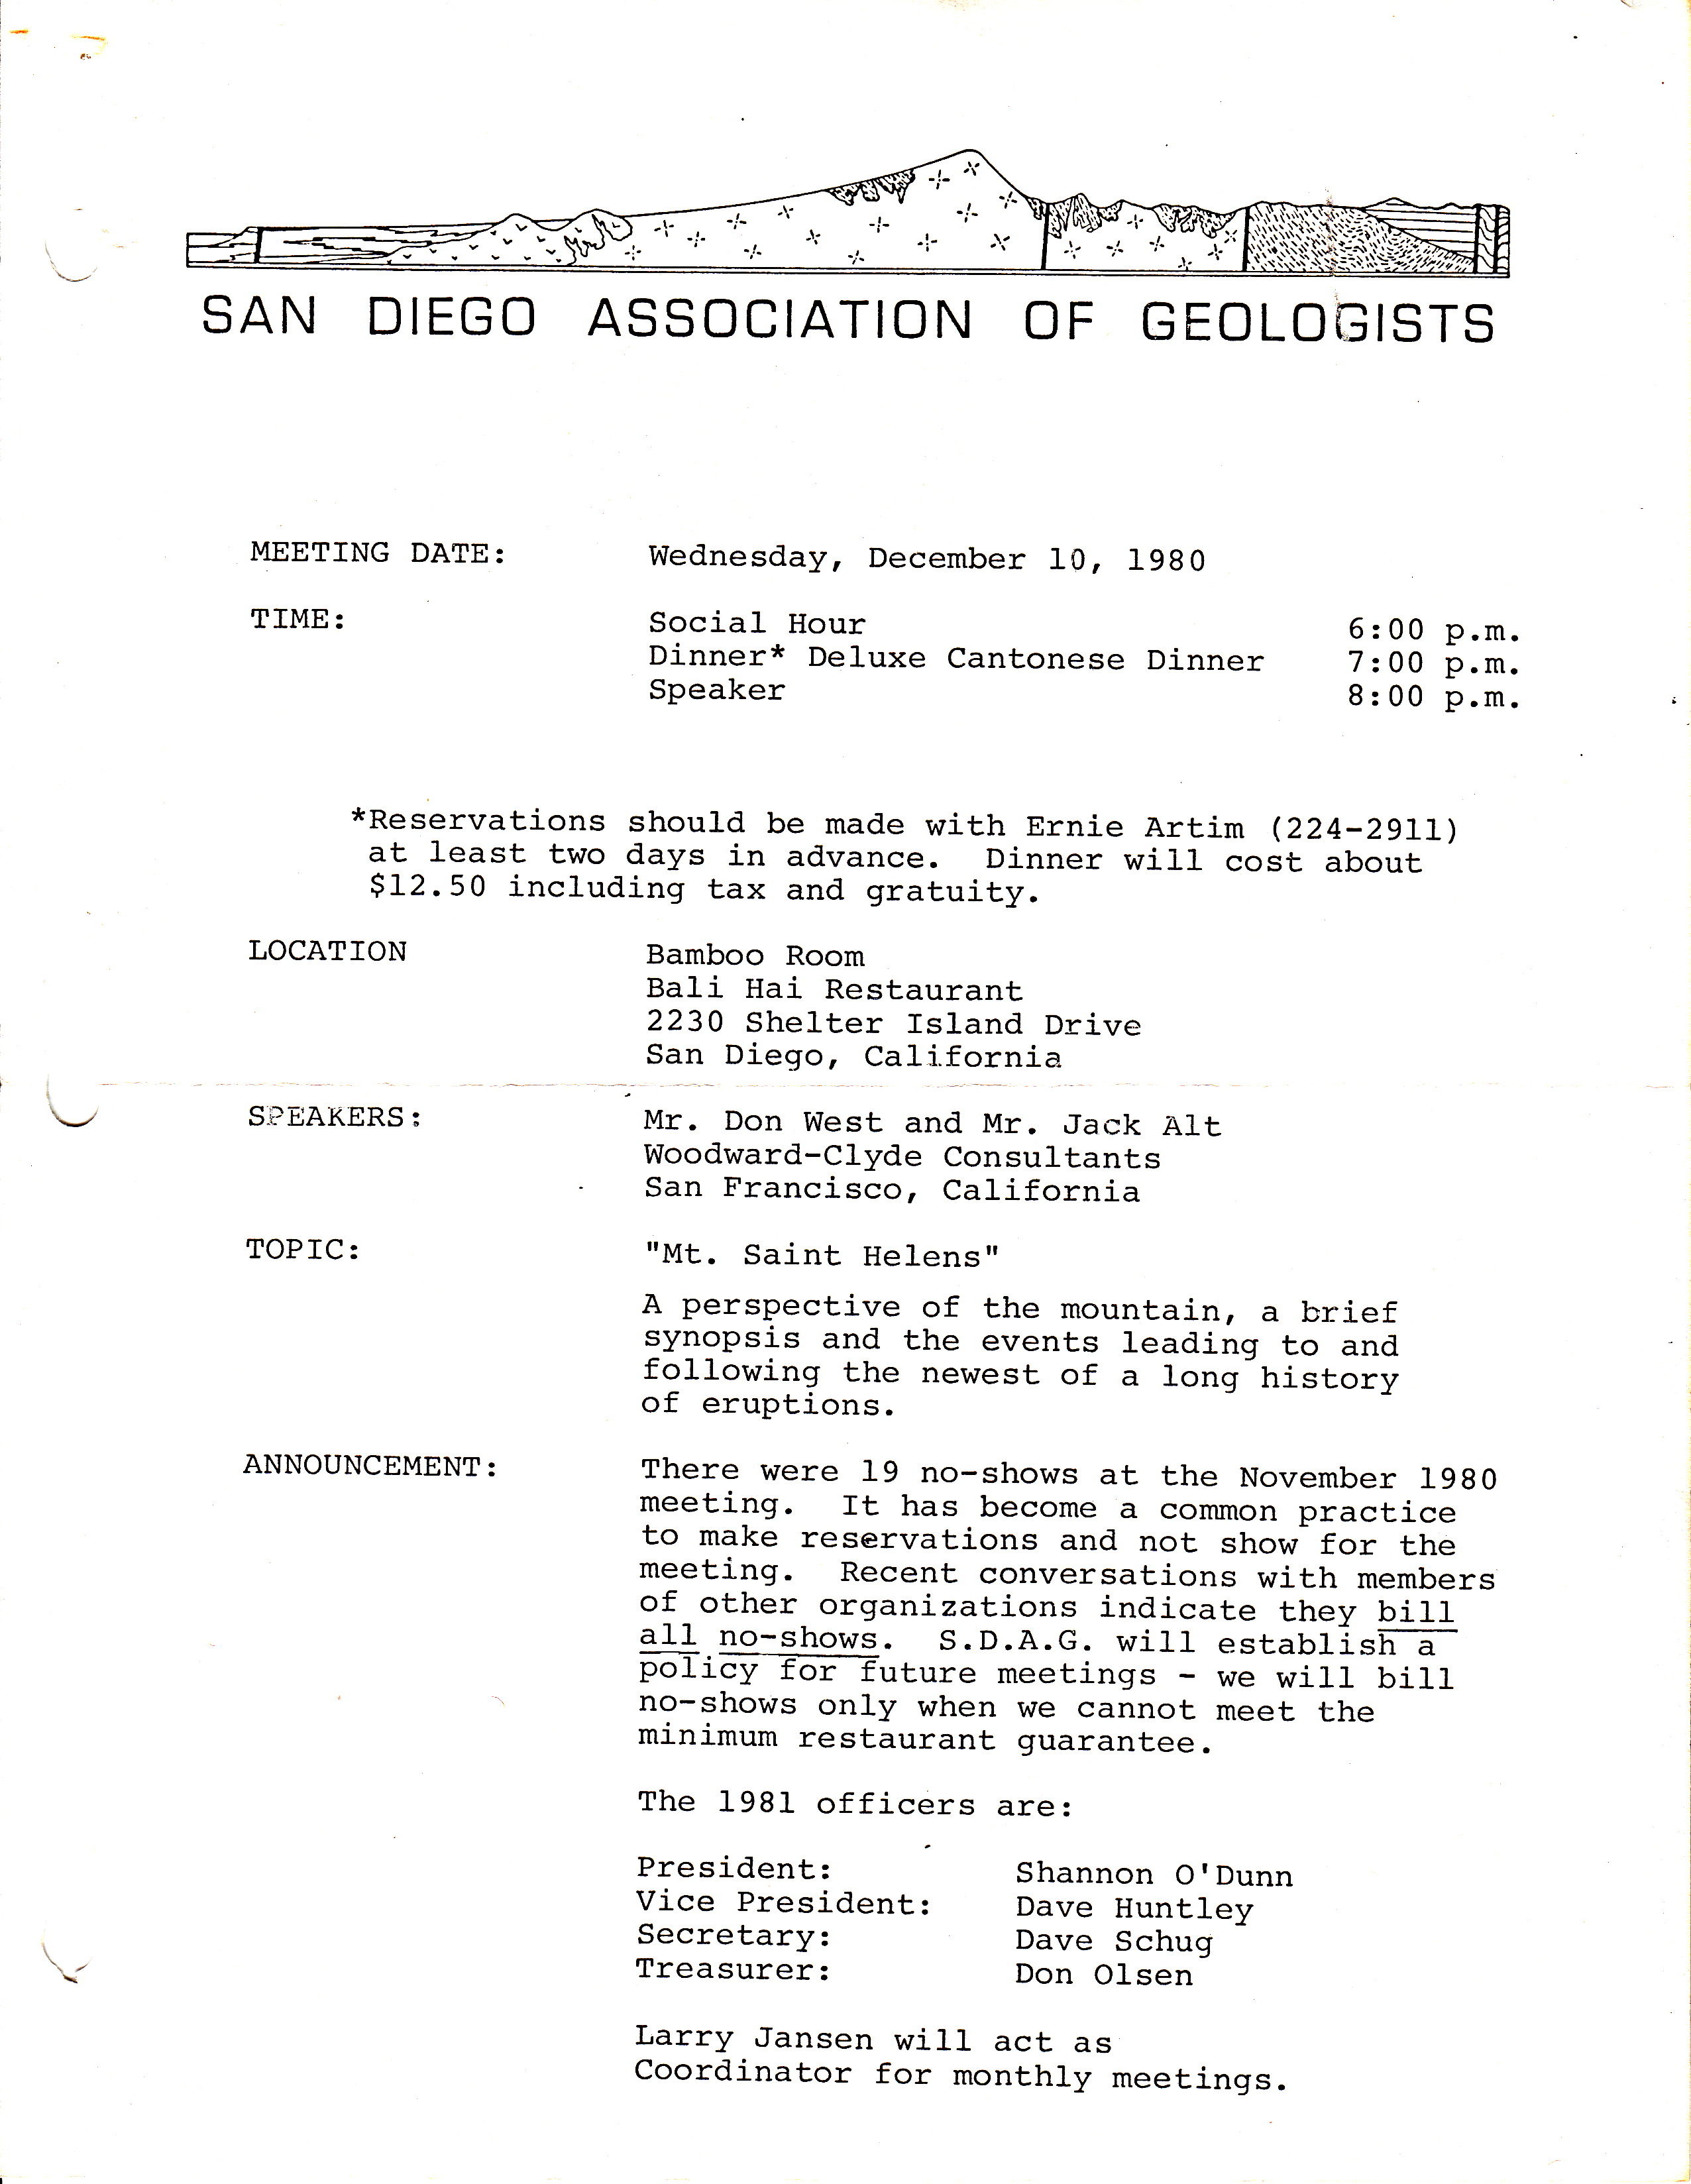 SAN DIEGO ASSOCIATION OF GEOLOGISTS
MEETING DATE: Wednesday, December 10, 1980
TIME: Social Hour 6:00 p.m.
Dinner* Deluxe Cantonese Dinner 7:00 p.m.
Speaker 8:00 p.m.
*Reservations should be made with Ernie Artim (224-2911)
at least two days in advance. Dinner will cost about
$12.50 including tax and gratuity.
LOCATION Bamboo Room
Bali Hai Restaurant
2230 Shelter Island Drive
San Diego, California
SPEAKERS: Mr. Don West and Mr. Jack Alt
Woodward-Clyde Consultants
San Francisco, California
TOPIC: "Mt. Saint Helens"
A perspective of the mountain, a brief
synopsis and the events leading to and
following the newest of a long history
of eruptions.
ANNOUNCEMENT: There were 19 no-shows at the November 1980
meeting. It has become a common practice
to make reservations and not show for the
meeting. Recent conversations with members
of other organizations indicate they bill
all no-shows. S.D.A.G. will establish a
policy for future meetings - we will bill
no-shows only when we cannot meet the
minimum restaurant guarantee.
The 1981 officers are:
President: Shannon O'Dunn
Vice President: Dave Huntley
Secretary: Dave Schug
Treasurer: Don Olsen
Larry Jansen will act as
Coordinator for monthly meetings.